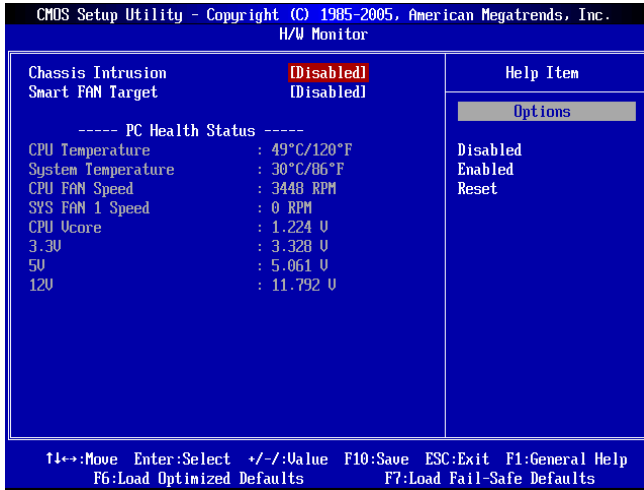 CMOS Setup Utility - Copyright (C) 1985-2005, American Megatrends, Inc.
H/W Monitor
Chassis Intrusion [Disabled]
Smart FAN Target [Disabled]
----- PC Health Status -----
CPU Temperature : 49°C/120°F
System Temperature : 30°C/86°F
CPU FAN Speed : 3448 RPM
SYS FAN 1 Speed : 0 RPM
CPU Vcore : 1.224 V
3.3V : 3.328 V
5V : 5.061 V
12V : 11.792 V
Help Item
Options
Disabled
Enabled
Reset
↑↓←→:Move Enter:Select +/-/:Value F10:Save ESC:Exit F1:General Help
F6:Load Optimized Defaults F7:Load Fail-Safe Defaults